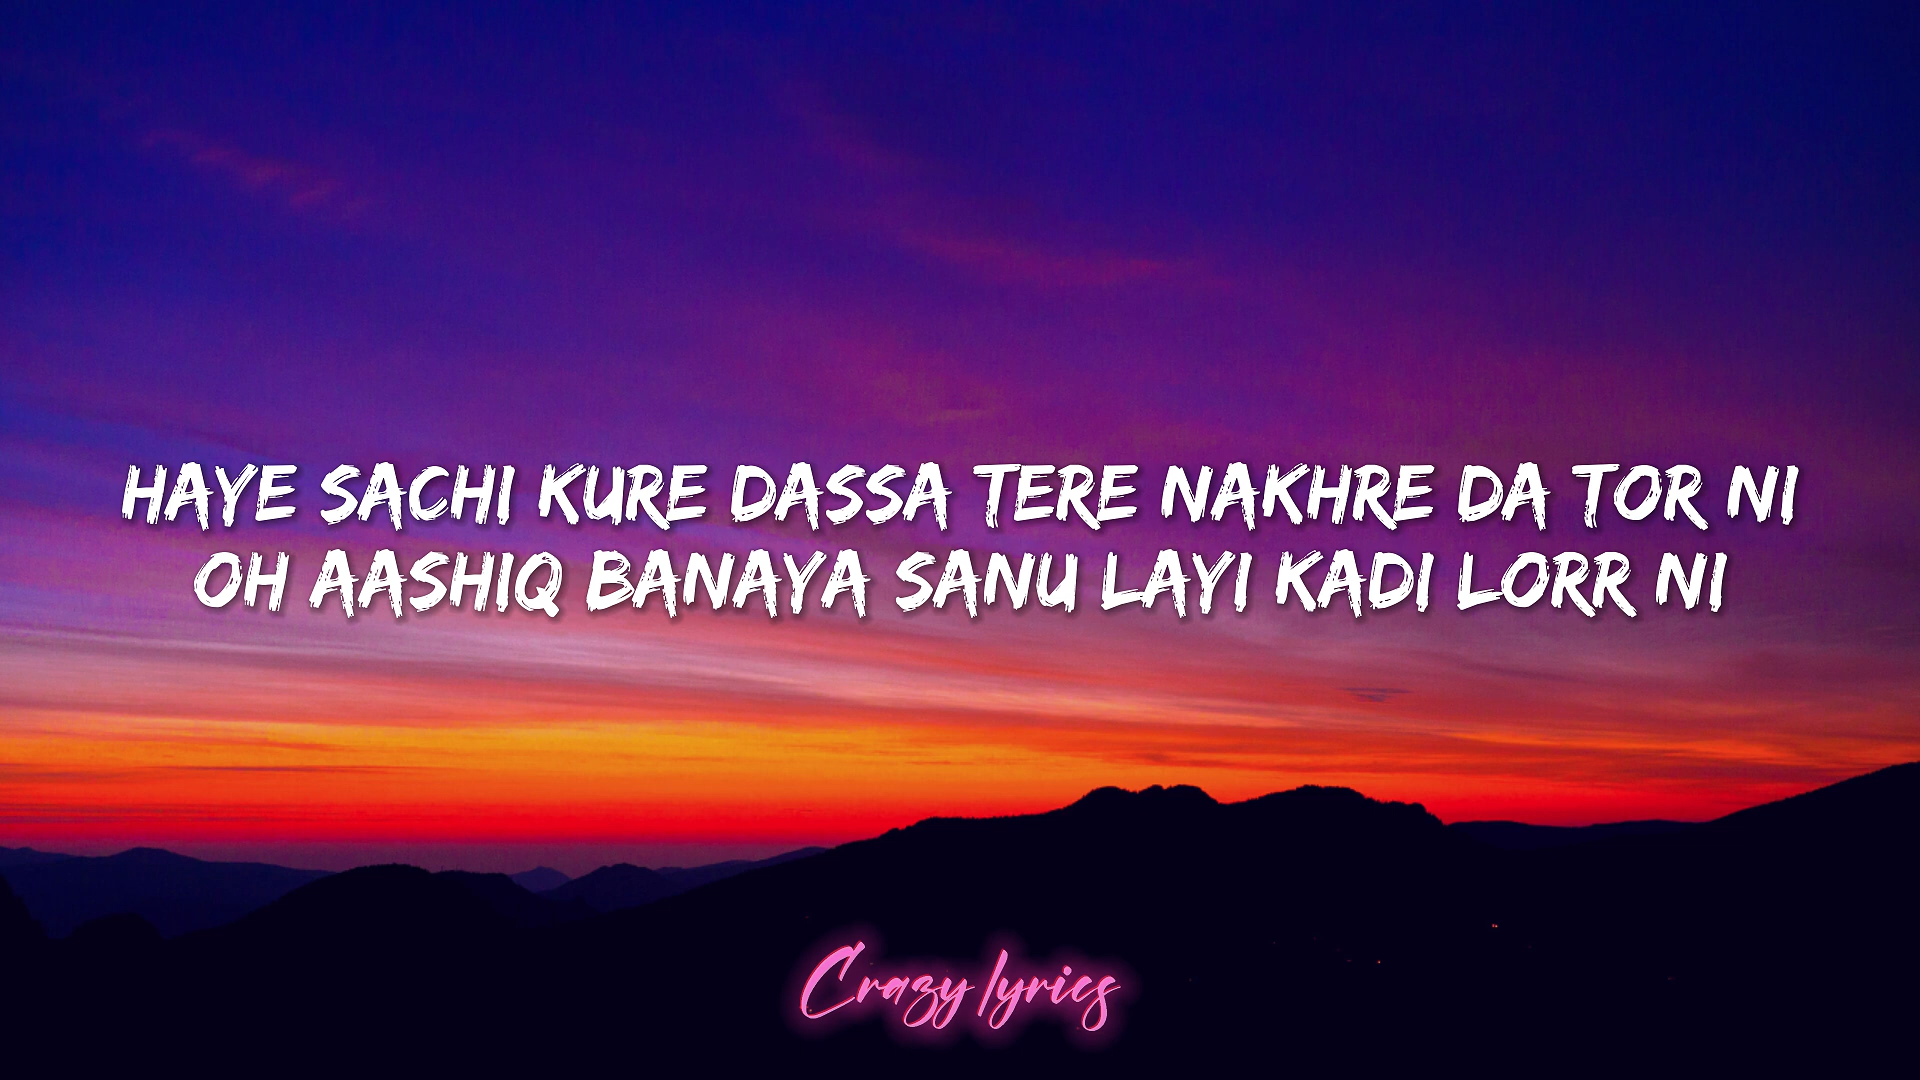 HAYE SACHI KURE DASSA TERE NAKHRE DA TOR NI
OH AASHIQ BANAYA SANU LAYI KADI LORR NI
Crazy lyrics